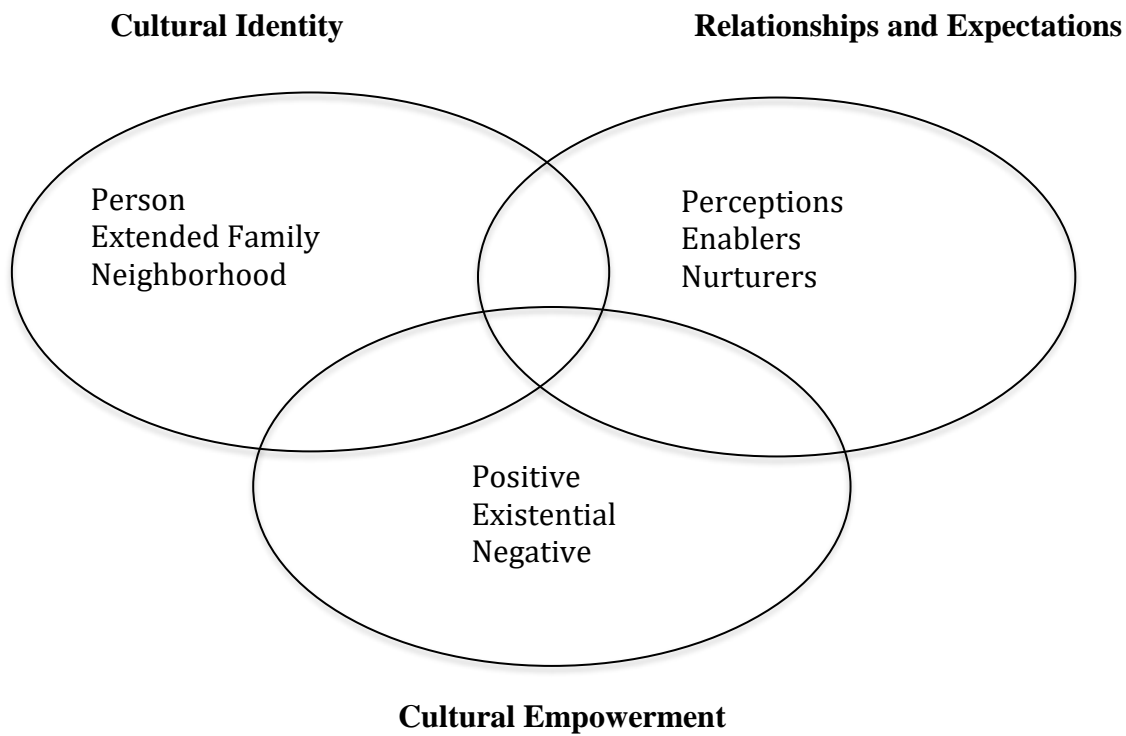 Cultural Identity
Relationships and Expectations
Person
Extended Family
Neighborhood
Perceptions
Enablers
Nurturers
Positive
Existential
Negative
Cultural Empowerment